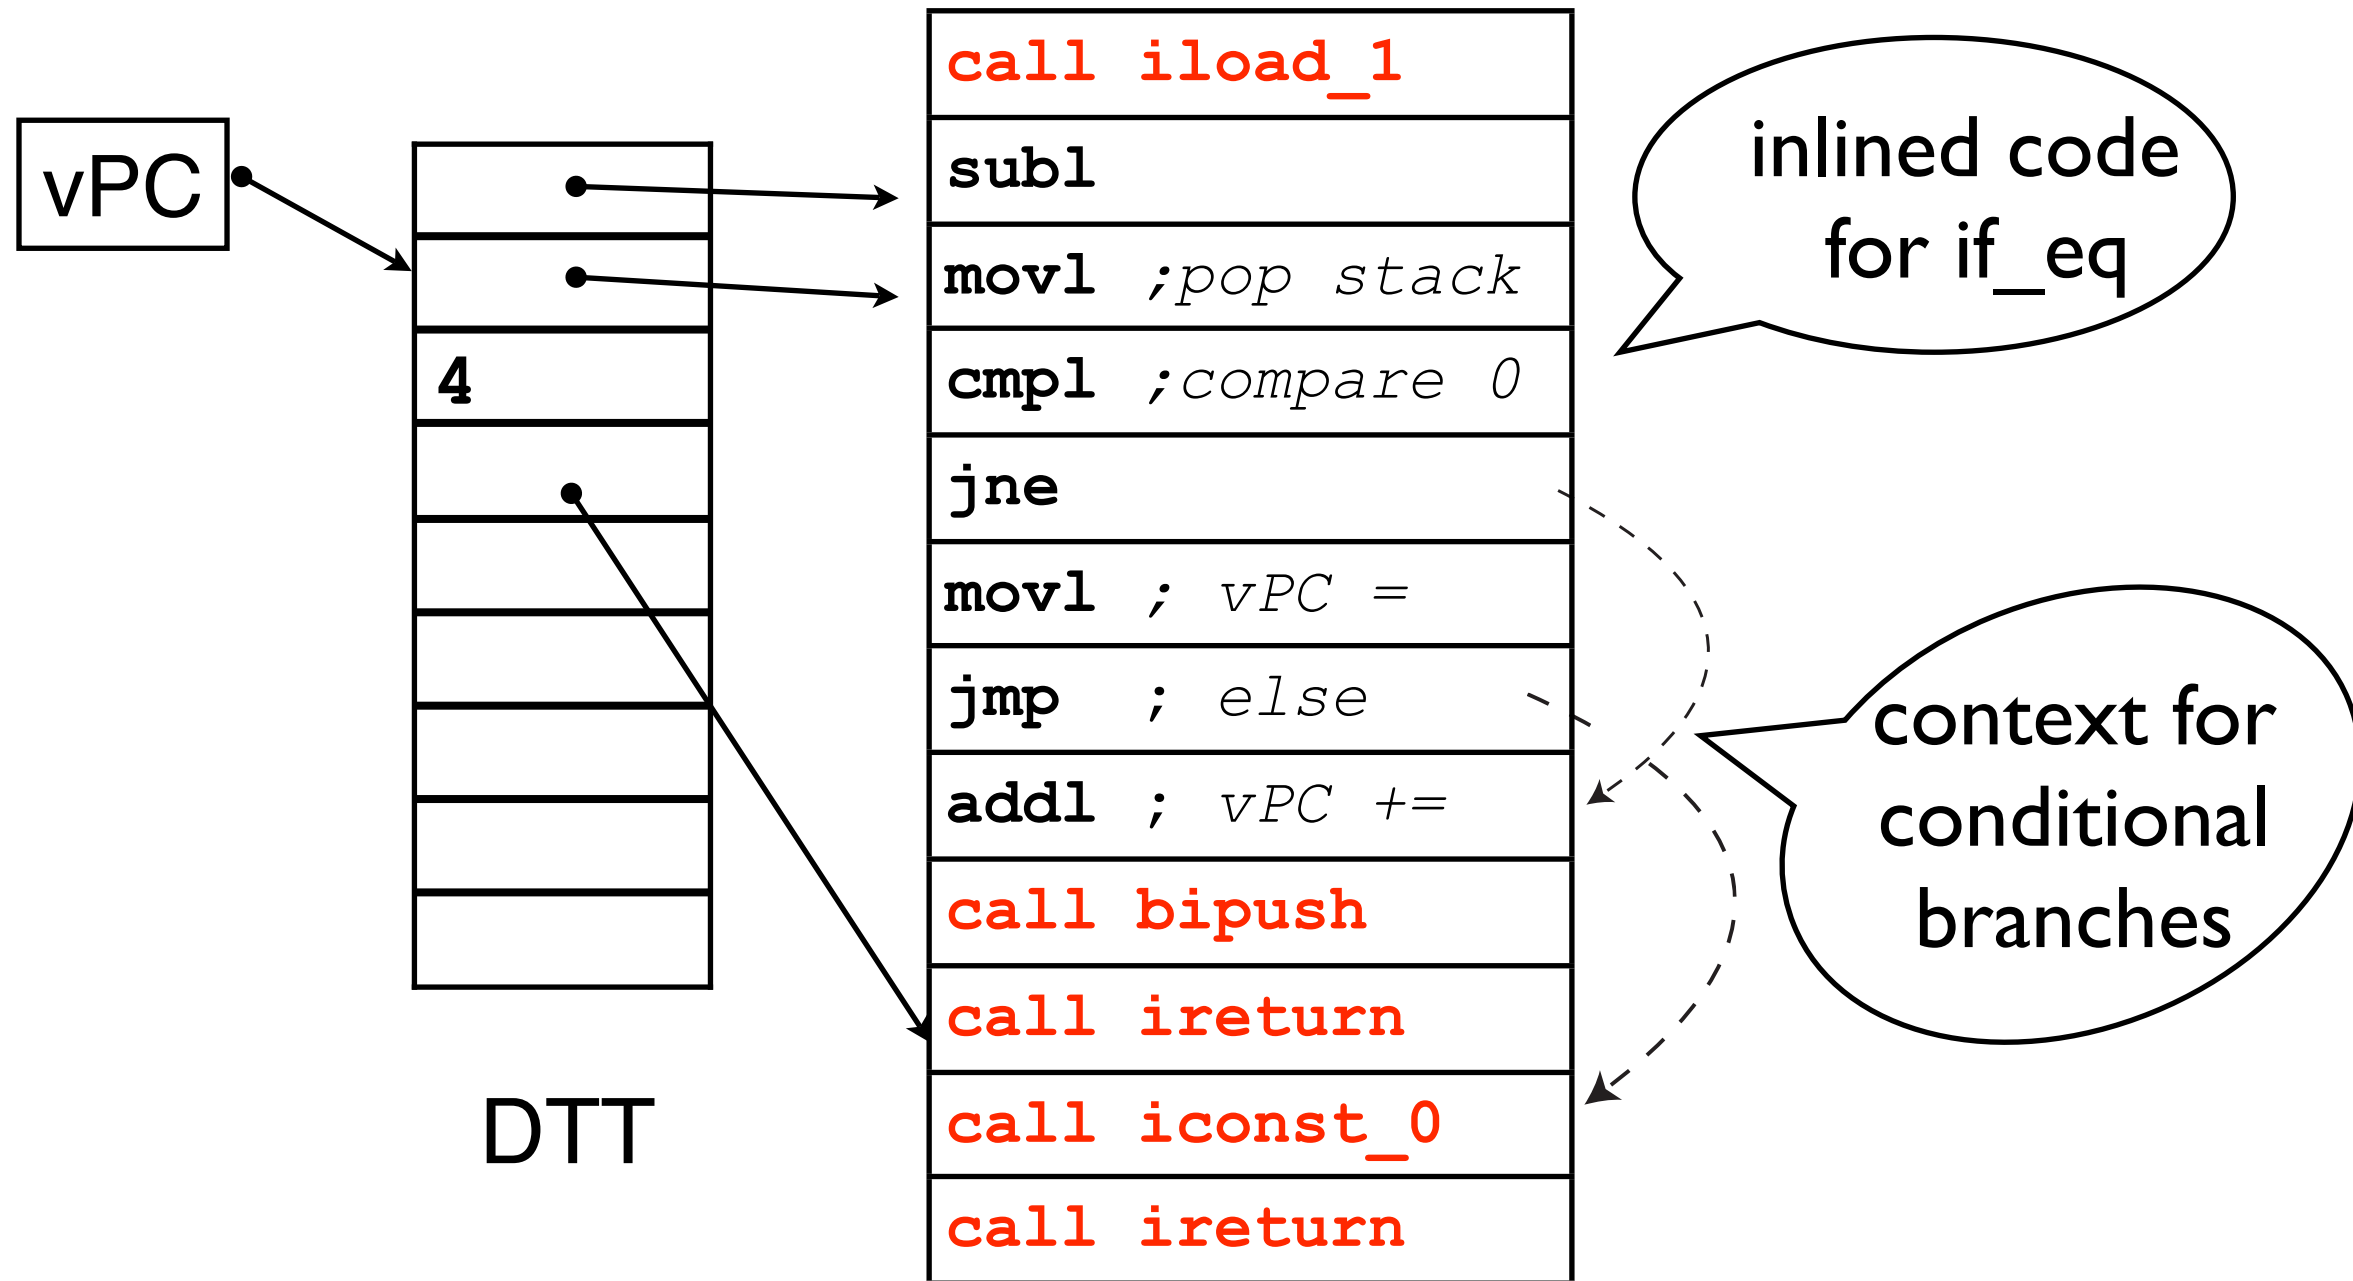 vPC
4
DTT
call iload_1
subl
movl ;pop stack
cmpl ;compare 0
jne
movl ; vPC =
jmp ; else
addl ; vPC +=
call bipush
call ireturn
call iconst_0
call ireturn
inlined code
for if_eq
context for
conditional
branches